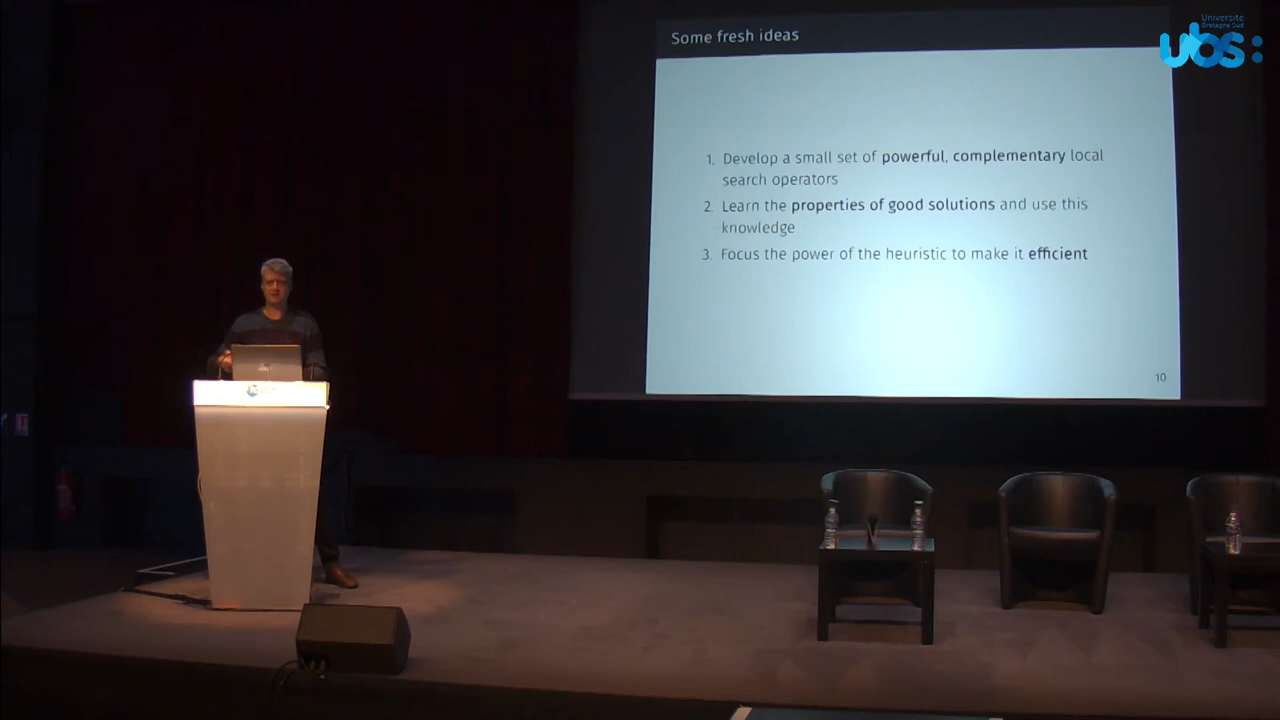 Some fresh ideas
Université
Bretagne Sud
ubs:
1. Develop a small set of powerful, complementary local
search operators
2. Learn the properties of good solutions and use this
knowledge
3. Focus the power of the heuristic to make it efficient
10